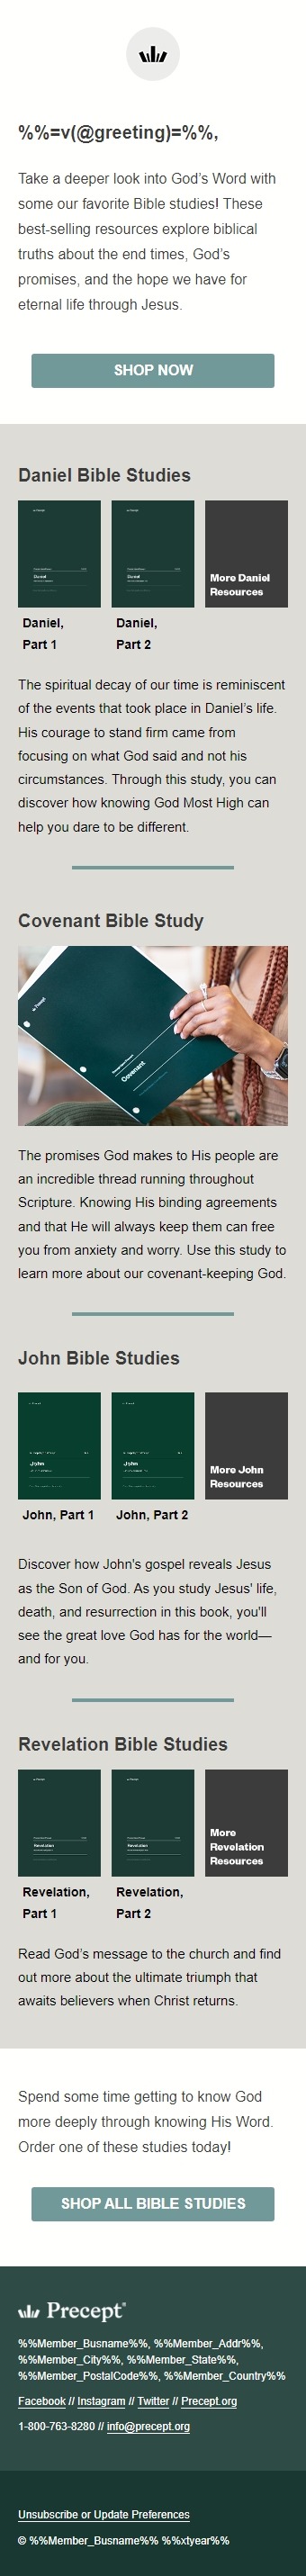 %%=v(@greeting)=%%,
Take a deeper look into God's Word with
some our favorite Bible studies! These
best-selling resources explore biblical
truths about the end times, God's
promises, and the hope we have for
eternal life through Jesus.
SHOP NOW
Daniel Bible Studies
Daniel
Daniel
More Daniel
Resources
Daniel,
Part 1
Daniel,
Part 2
The spiritual decay of our time is reminiscent
of the events that took place in Daniel's life.
His courage to stand firm came from
focusing on what God said and not his
circumstances. Through this study, you can
discover how knowing God Most High can
help you dare to be different.
Covenant Bible Study
Precept
Covenant
The promises God makes to His people are
an incredible thread running throughout
Scripture. Knowing His binding agreements
and that He will always keep them can free
you from anxiety and worry. Use this study to
learn more about our covenant-keeping God.
John Bible Studies
John
John
More John
Resources
John, Part 1
John, Part 2
Discover how John's gospel reveals Jesus
as the Son of God. As you study Jesus' life,
death, and resurrection in this book, you'll
see the great love God has for the world—
and for you.
Revelation Bible Studies
Revelation
Revelation
More
Revelation
Resources
Revelation,
Part 1
Revelation,
Part 2
Read God's message to the church and find
out more about the ultimate triumph that
awaits believers when Christ returns.
Spend some time getting to know God
more deeply through knowing His Word.
Order one of these studies today!
SHOP ALL BIBLE STUDIES
Precept®
%%Member_Busname%%, %%Member_Addr%%,
%%Member_City%%, %%Member_State%%,
%%Member_PostalCode%%, %%Member_Country%%
Facebook // Instagram // Twitter // Precept.org
1-800-763-8280 // info@precept.org
Unsubscribe or Update Preferences
© %%Member_Busname%% %%xtyear%%